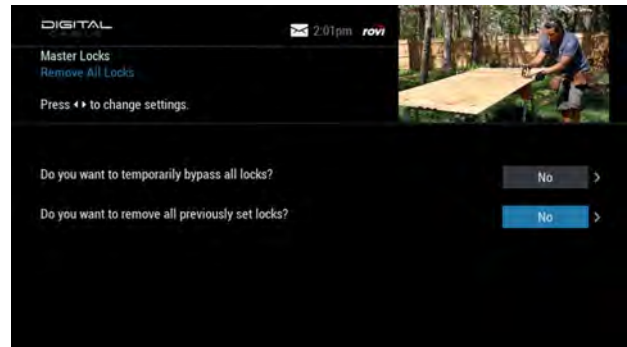 DIGITAL
2:01pm rovi
Master Locks
Remove All Locks
Press ◂ ▸ to change settings.
Do you want to temporarily bypass all locks? No >
Do you want to remove all previously set locks? No >